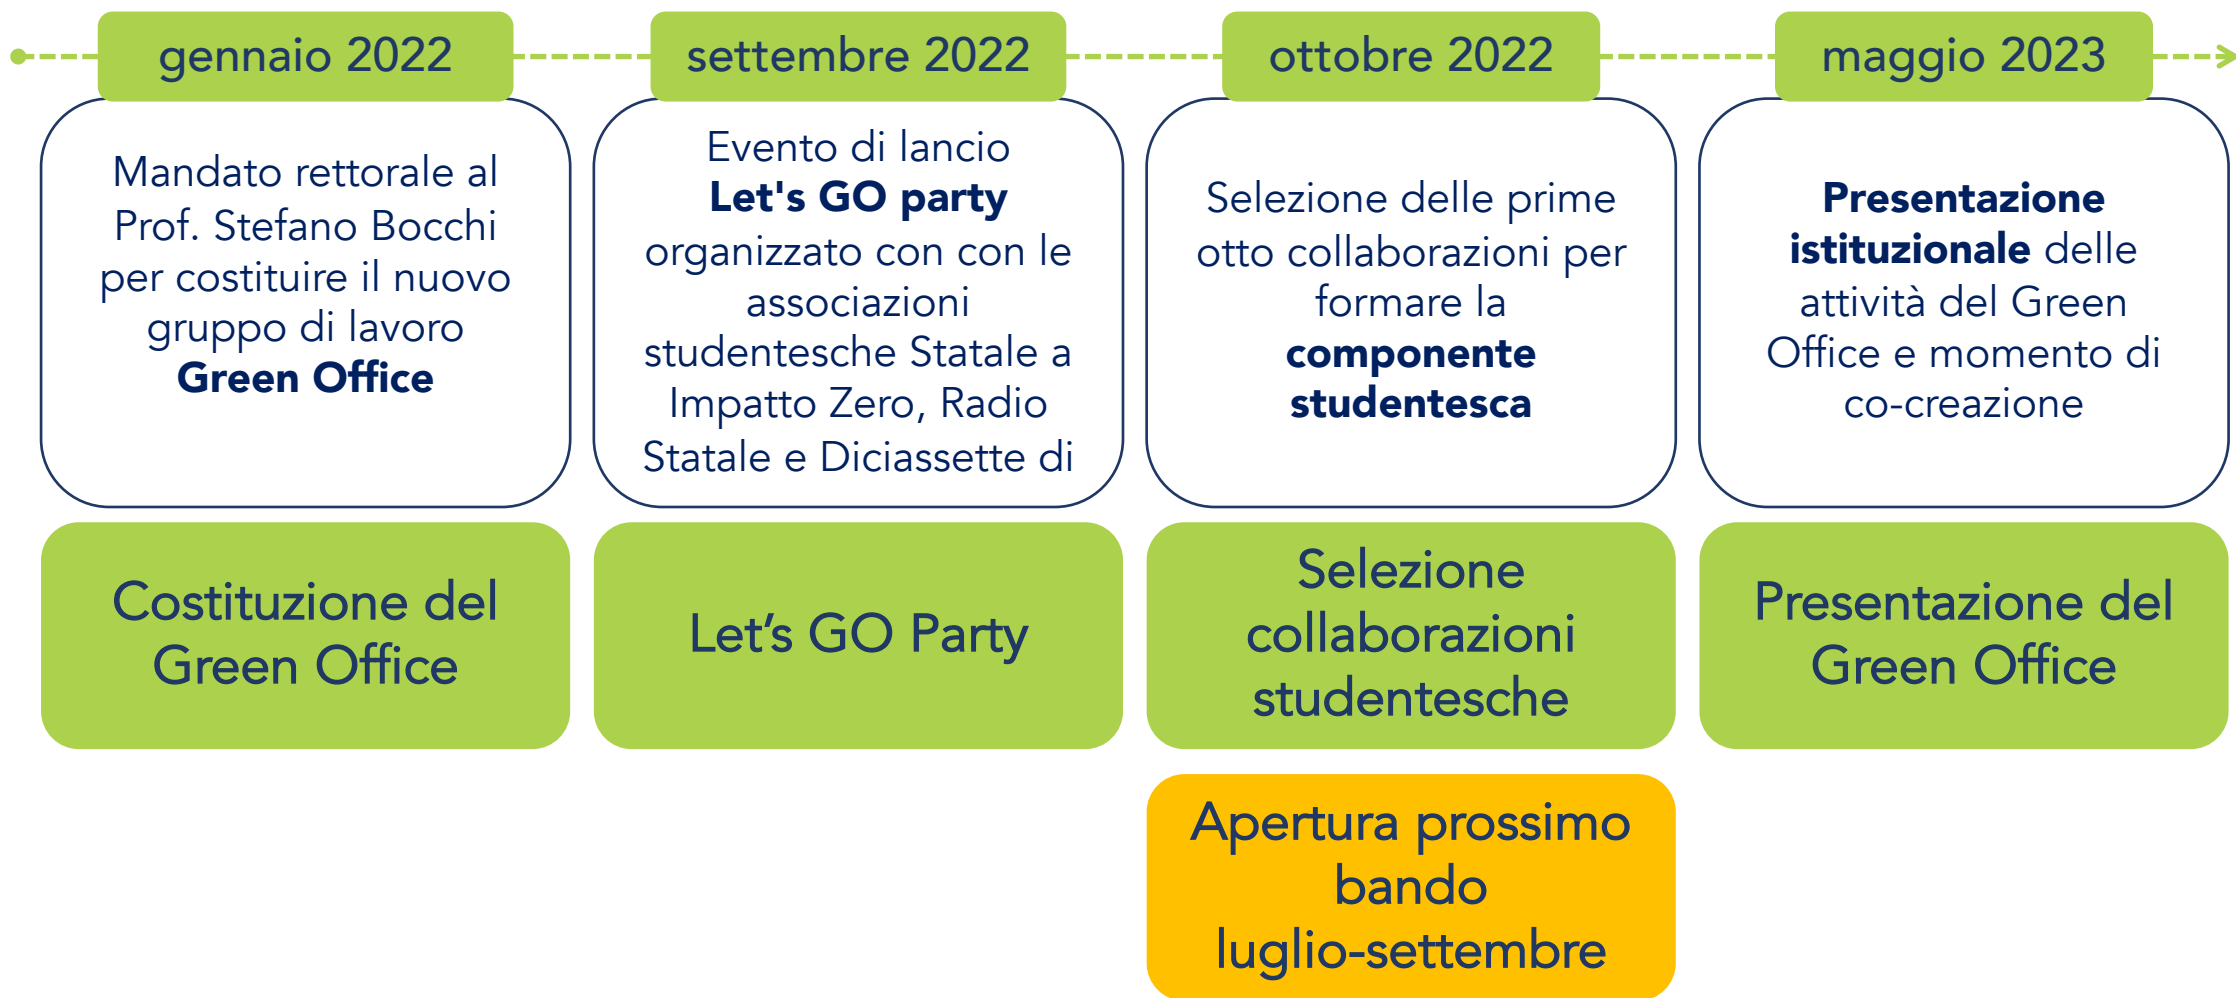 gennaio 2022
settembre 2022
ottobre 2022
maggio 2023
Mandato rettorale al
Prof. Stefano Bocchi
per costituire il nuovo
gruppo di lavoro
Green Office
Evento di lancio
Let's GO party
organizzato con con le
associazioni
studentesche Statale a
Impatto Zero, Radio
Statale e Diciassette di
Selezione delle prime
otto collaborazioni per
formare la
componente
studentesca
Presentazione
istituzionale delle
attività del Green
Office e momento di
co-creazione
Costituzione del
Green Office
Let’s GO Party
Selezione
collaborazioni
studentesche
Presentazione del
Green Office
Apertura prossimo
bando
luglio-settembre